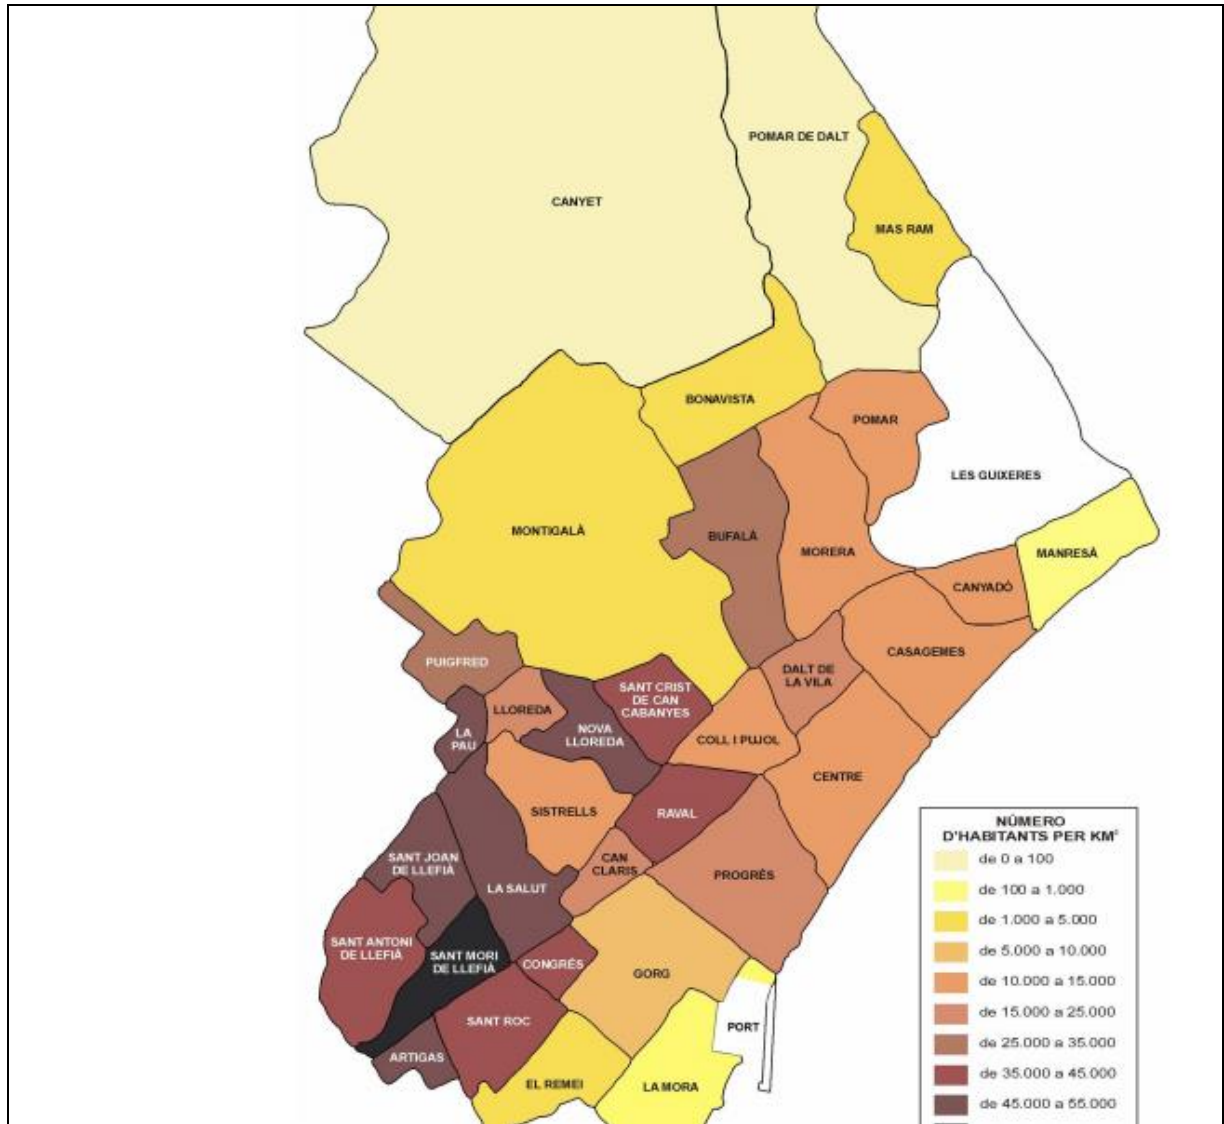 POMAR DE DALT
CANYET
MAS RAM
BONAVISTA
POMAR
LES GUIXERES
MONTIGALÀ
BUFALÀ
MORERA
MANRESÀ
CANYADÓ
CASAGEMES
PUIGFRED
DALT DE
LA VILA
SANT CRIST
DE CAN
CABANYES
LLOREDA
LA
PAU
NOVA
LLOREDA
COLL I PUJOL
CENTRE
SISTRELLS
RAVAL
SANT JOAN
DE LLEFIÀ
LA SALUT
CAN
CLARIS
PROGRÉS
SANT ANTONI
DE LLEFIÀ
SANT MORI
DE LLEFIÀ
CONGRÉS
GORG
SANT ROC
PORT
ARTIGAS
EL REMEI
LA MORA
NÚMERO
D'HABITANTS PER KM²
de 0 a 100
de 100 a 1.000
de 1.000 a 5.000
de 5.000 a 10.000
de 10.000 a 15.000
de 15.000 a 25.000
de 25.000 a 35.000
de 35.000 a 45.000
de 45.000 a 55.000